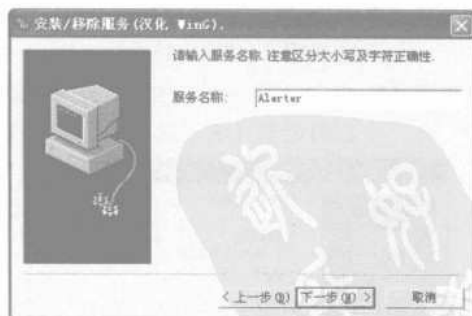 安装/移除服务(汉化, WinG).
请输入服务名称.注意区分大小写及字符正确性.
服务名称: Alerter
< 上一步(B) 下一步(N) > 取消